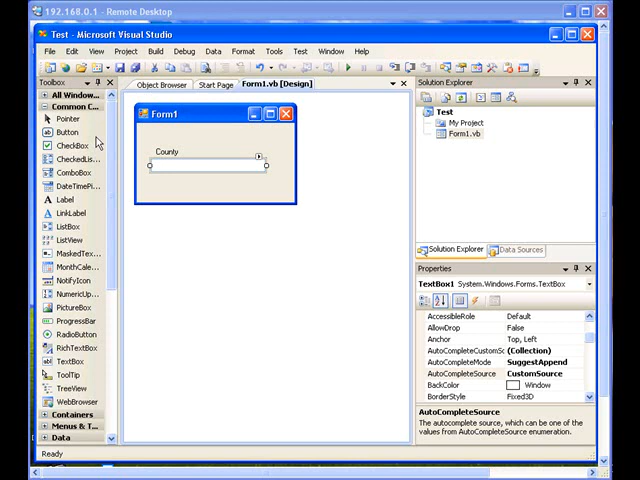 192.168.0.1 - Remote Desktop
Test - Microsoft Visual Studio
File Edit View Project Build Debug Data Format Tools Test Window Help
Toolbox
All Window...
Common C...
Pointer
Button
CheckBox
CheckedLis...
ComboBox
DateTimePi...
Label
LinkLabel
ListBox
ListView
MaskedTex...
MonthCale...
NotifyIcon
NumericUp...
PictureBox
ProgressBar
RadioButton
RichTextBox
TextBox
ToolTip
TreeView
WebBrowser
Containers
Menus & T...
Data
Object Browser Start Page Form1.vb [Design]
Form1
County
Solution Explorer
Test
My Project
Form1.vb
Solution Explorer Data Sources
Properties
TextBox1 System.Windows.Forms.TextBox
AccessibleRole Default
AllowDrop False
Anchor Top, Left
AutoCompleteCustomSc (Collection)
AutoCompleteMode SuggestAppend
AutoCompleteSource CustomSource
BackColor Window
BorderStyle Fixed3D
AutoCompleteSource
The autocomplete source, which can be one of the
values from AutoCompleteSource enumeration.
Ready